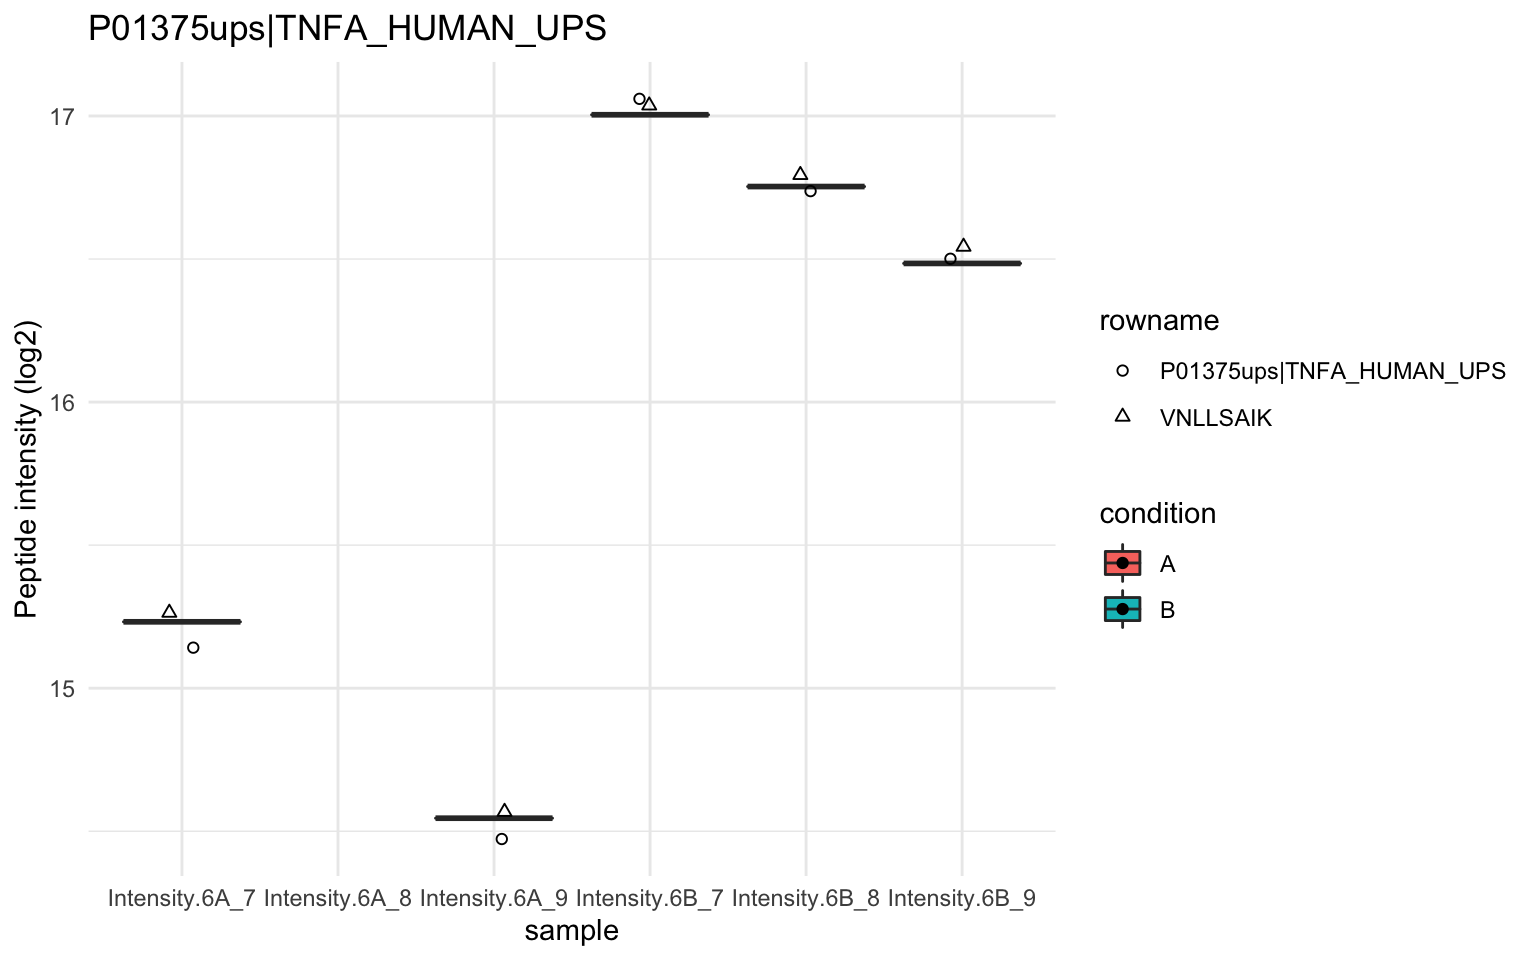 P01375ups|TNFA_HUMAN_UPS
17
16
15
Peptide intensity (log2)
Intensity.6A_7 Intensity.6A_8 Intensity.6A_9 Intensity.6B_7 Intensity.6B_8 Intensity.6B_9
sample
rowname
P01375ups|TNFA_HUMAN_UPS
VNLLSAIK
condition
A
B